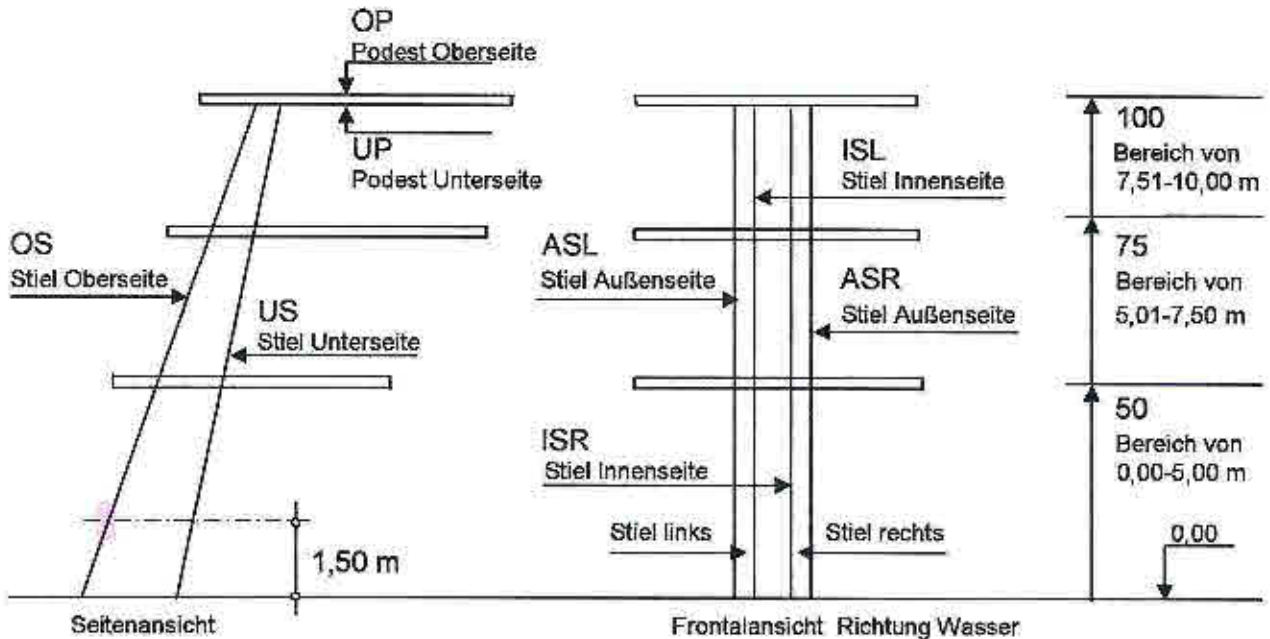 OP
Podest Oberseite
UP
Podest Unterseite
OS
Stiel Oberseite
US
Stiel Unterseite
1,50 m
Seitenansicht
ISL
Stiel Innenseite
ASL
Stiel Außenseite
ASR
Stiel Außenseite
ISR
Stiel Innenseite
Stiel links
Stiel rechts
Frontalansicht Richtung Wasser
100
Bereich von
7,51-10,00 m
75
Bereich von
5,01-7,50 m
50
Bereich von
0,00-5,00 m
0,00